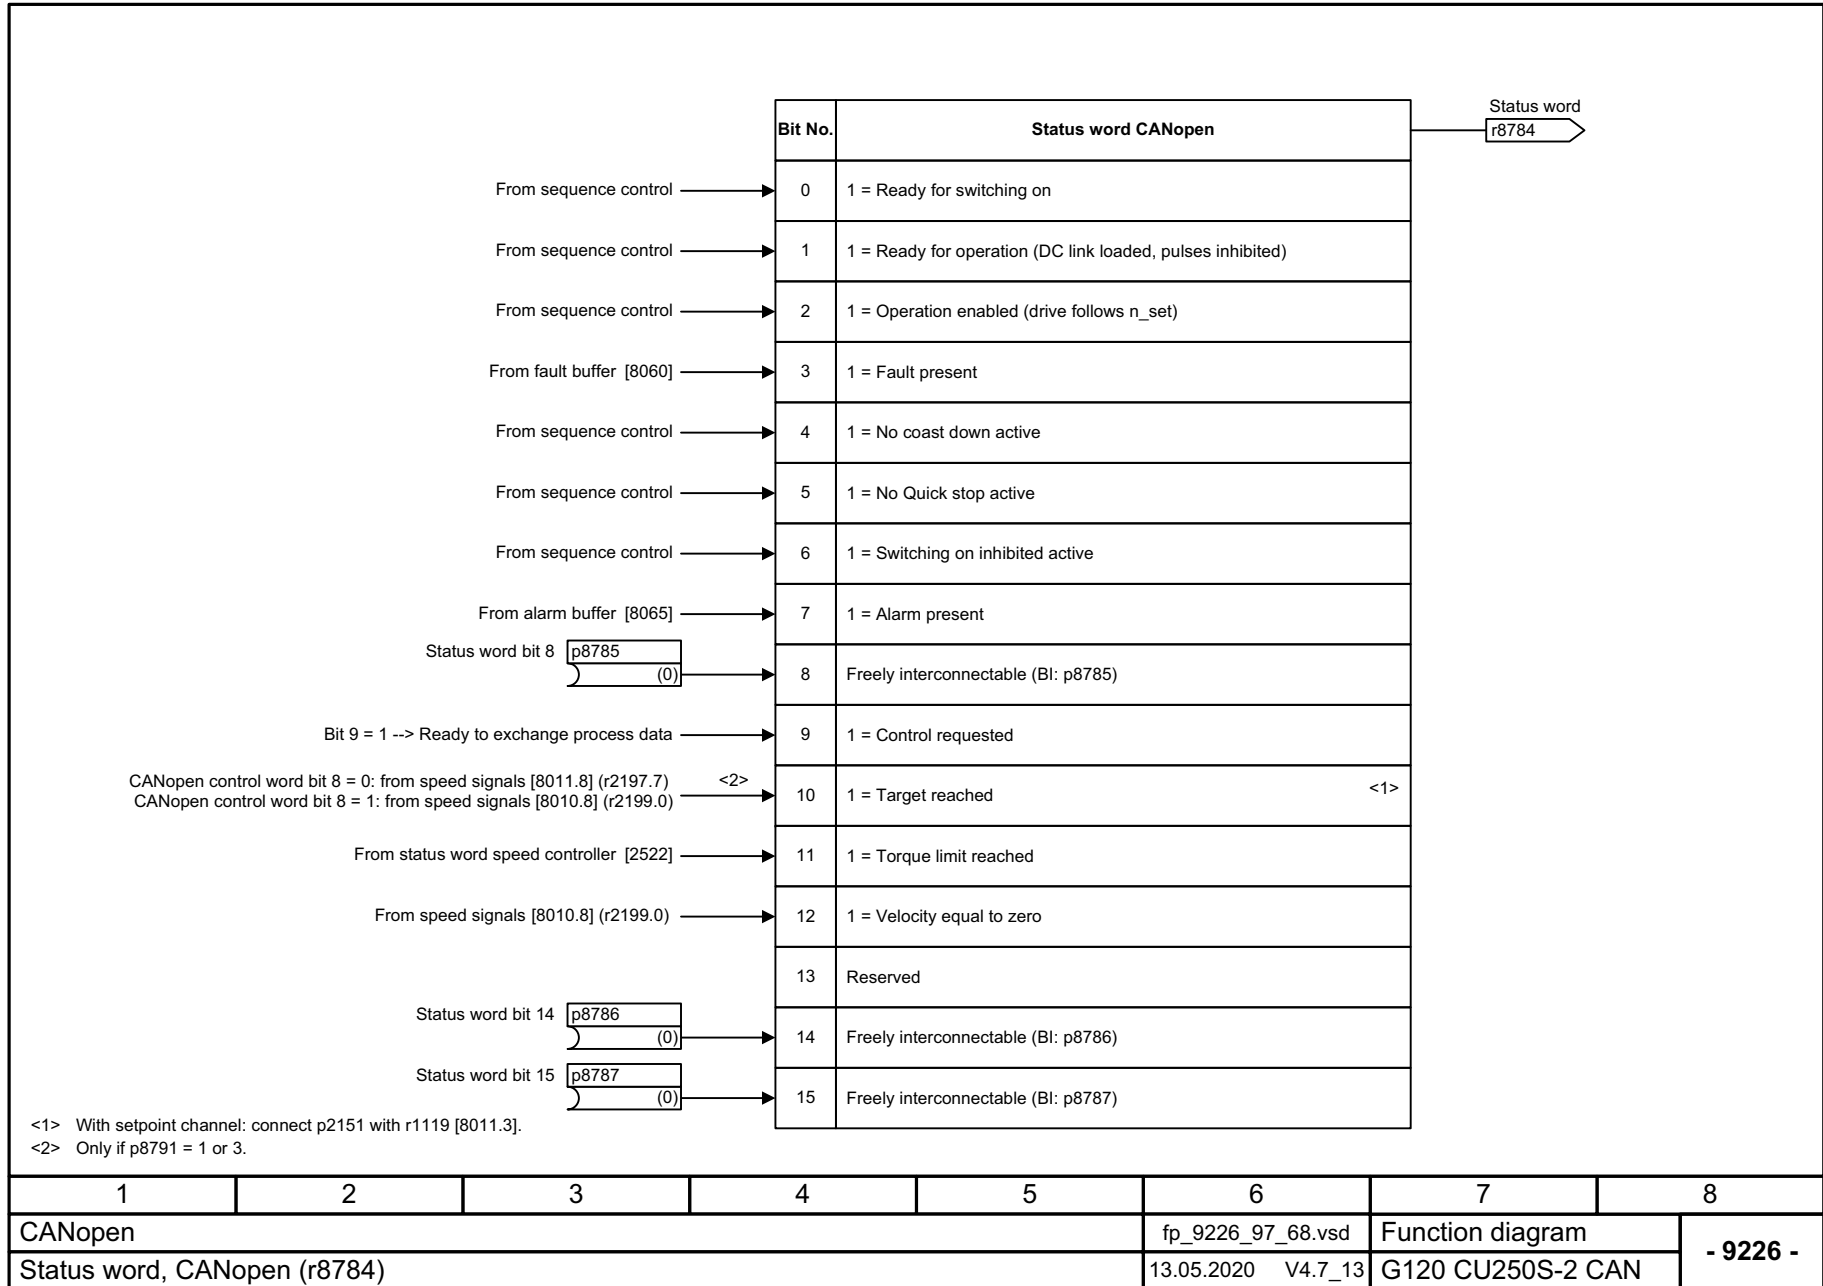 Bit No. Status word CANopen
Status word
r8784
From sequence control 0 1 = Ready for switching on
From sequence control 1 1 = Ready for operation (DC link loaded, pulses inhibited)
From sequence control 2 1 = Operation enabled (drive follows n_set)
From fault buffer [8060] 3 1 = Fault present
From sequence control 4 1 = No coast down active
From sequence control 5 1 = No Quick stop active
From sequence control 6 1 = Switching on inhibited active
From alarm buffer [8065] 7 1 = Alarm present
Status word bit 8 p8785
(0) 8 Freely interconnectable (BI: p8785)
Bit 9 = 1 --> Ready to exchange process data 9 1 = Control requested
CANopen control word bit 8 = 0: from speed signals [8011.8] (r2197.7) <2>
CANopen control word bit 8 = 1: from speed signals [8010.8] (r2199.0) 10 1 = Target reached <1>
From status word speed controller [2522] 11 1 = Torque limit reached
From speed signals [8010.8] (r2199.0) 12 1 = Velocity equal to zero
13 Reserved
Status word bit 14 p8786
(0) 14 Freely interconnectable (BI: p8786)
Status word bit 15 p8787
(0) 15 Freely interconnectable (BI: p8787)
<1> With setpoint channel: connect p2151 with r1119 [8011.3].
<2> Only if p8791 = 1 or 3.
1 2 3 4 5 6 7 8
CANopen fp_9226_97_68.vsd Function diagram - 9226 -
Status word, CANopen (r8784) 13.05.2020 V4.7_13 G120 CU250S-2 CAN